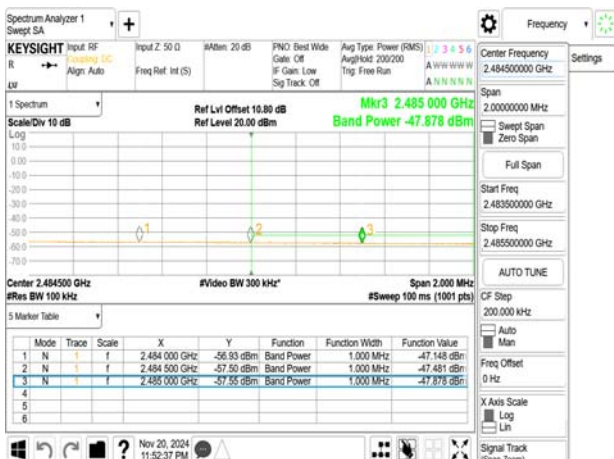 Spectrum Analyzer 1
Swept SA
+
Frequency
KEYSIGHT
R
Input: RF
Coupling: DC
Align: Auto
Input Z: 50 Ω
Freq Ref: Int (S)
#Atten: 20 dB
PNO: Best Wide
Gate: Off
IF Gain: Low
Sig Track: Off
Avg Type: Power (RMS)
Avg|Hold: 200/200
Trig: Free Run
1 2 3 4 5 6
A W W W W W
A N N N N N
1 Spectrum
Scale/Div 10 dB
Ref Lvl Offset 10.80 dB
Ref Level 20.00 dBm
Mkr3 2.485 000 GHz
Band Power -47.878 dBm
Log
10.0
0.00
-10.0
-20.0
-30.0
-40.0
-50.0
-60.0
-70.0
1
2
3
Center 2.484500 GHz
#Res BW 100 kHz
#Video BW 300 kHz*
Span 2.000 MHz
#Sweep 100 ms (1001 pts)
5 Marker Table
Mode Trace Scale X Y Function Function Width Function Value
1 N 1 f 2.484 000 GHz -56.93 dBm Band Power 1.000 MHz -47.148 dBm
2 N 1 f 2.484 500 GHz -57.50 dBm Band Power 1.000 MHz -47.481 dBm
3 N 1 f 2.485 000 GHz -57.55 dBm Band Power 1.000 MHz -47.878 dBm
4
5
6
?
Nov 20, 2024
11:52:37 PM
Center Frequency
2.484500000 GHz
Settings
Span
2.00000000 MHz
Swept Span
Zero Span
Full Span
Start Freq
2.483500000 GHz
Stop Freq
2.485500000 GHz
AUTO TUNE
CF Step
200.000 kHz
Auto
Man
Freq Offset
0 Hz
X Axis Scale
Log
Lin
Signal Track